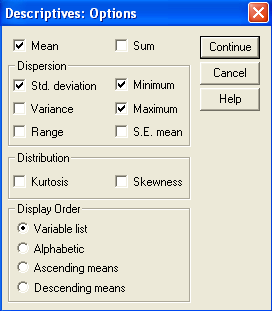 Descriptives: Options
Mean Sum Continue
Dispersion Cancel
Std. deviation Minimum
Variance Maximum Help
Range S.E. mean
Distribution
Kurtosis Skewness
Display Order
Variable list
Alphabetic
Ascending means
Descending means